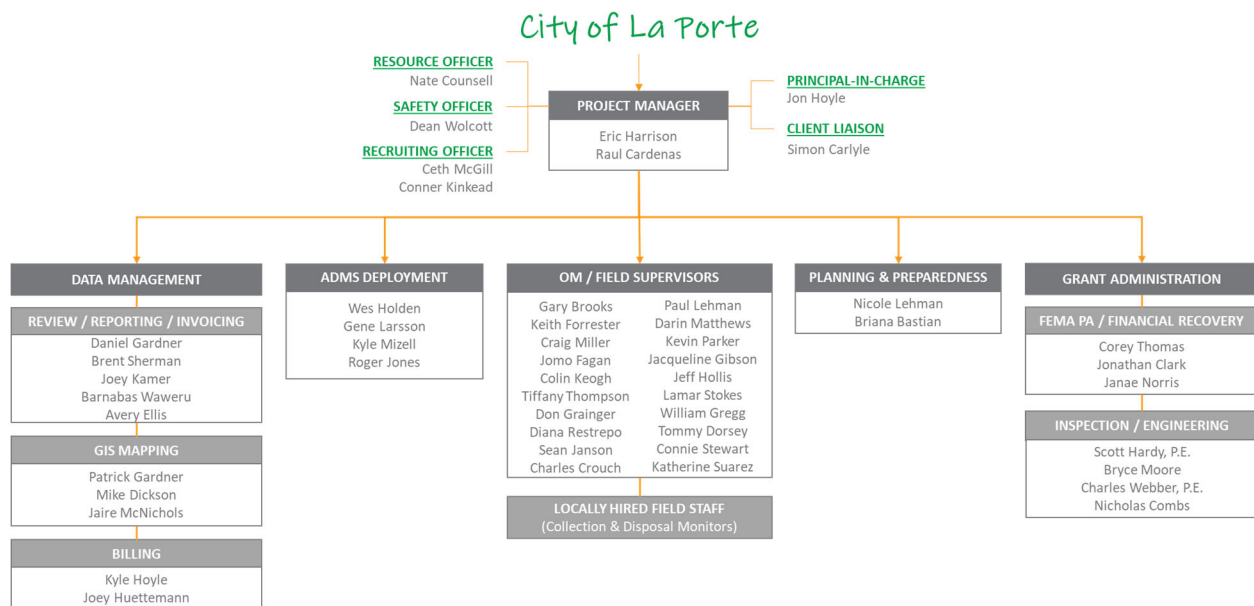 City of La Porte
RESOURCE OFFICER
Nate Counsell
SAFETY OFFICER
Dean Wolcott
RECRUITING OFFICER
Ceth McGill
Conner Kinkead
PROJECT MANAGER
Eric Harrison
Raul Cardenas
PRINCIPAL-IN-CHARGE
Jon Hoyle
CLIENT LIAISON
Simon Carlyle
DATA MANAGEMENT
REVIEW / REPORTING / INVOICING
Daniel Gardner
Brent Sherman
Joey Kamer
Barnabas Waweru
Avery Ellis
GIS MAPPING
Patrick Gardner
Mike Dickson
Jaire McNichols
BILLING
Kyle Hoyle
Joey Huettemann
ADMS DEPLOYMENT
Wes Holden
Gene Larsson
Kyle Mizell
Roger Jones
OM / FIELD SUPERVISORS
Gary Brooks
Keith Forrester
Craig Miller
Jomo Fagan
Colin Keogh
Tiffany Thompson
Don Grainger
Diana Restrepo
Sean Janson
Charles Crouch
Paul Lehman
Darin Matthews
Kevin Parker
Jacqueline Gibson
Jeff Hollis
Lamar Stokes
William Gregg
Tommy Dorsey
Connie Stewart
Katherine Suarez
LOCALLY HIRED FIELD STAFF
(Collection & Disposal Monitors)
PLANNING & PREPAREDNESS
Nicole Lehman
Briana Bastian
GRANT ADMINISTRATION
FEMA PA / FINANCIAL RECOVERY
Corey Thomas
Jonathan Clark
Janae Norris
INSPECTION / ENGINEERING
Scott Hardy, P.E.
Bryce Moore
Charles Webber, P.E.
Nicholas Combs